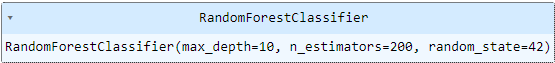 RandomForestClassifier
RandomForestClassifier(max_depth=10, n_estimators=200, random_state=42)